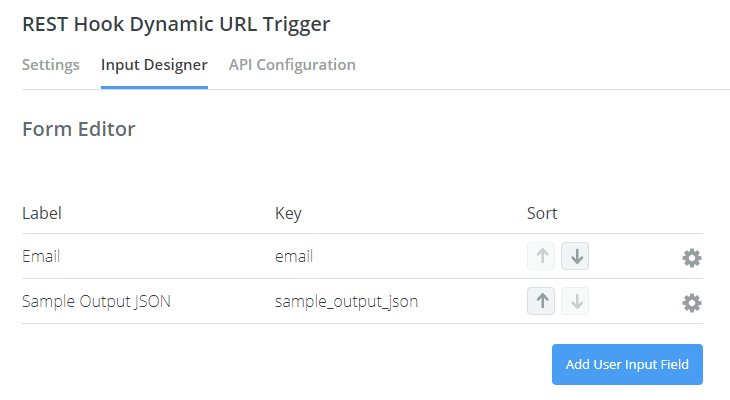 REST Hook Dynamic URL Trigger
Settings Input Designer API Configuration
Form Editor
Label Key Sort
Email email
Sample Output JSON sample_output_json
Add User Input Field